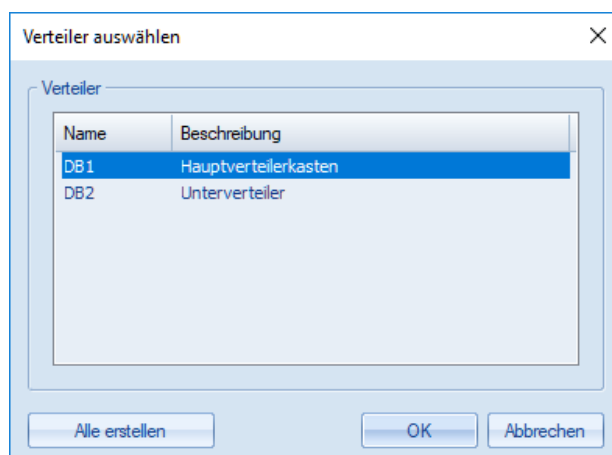 Verteiler auswählen
Verteiler
Name Beschreibung
DB1 Hauptverteilerkasten
DB2 Unterverteiler
Alle erstellen OK Abbrechen